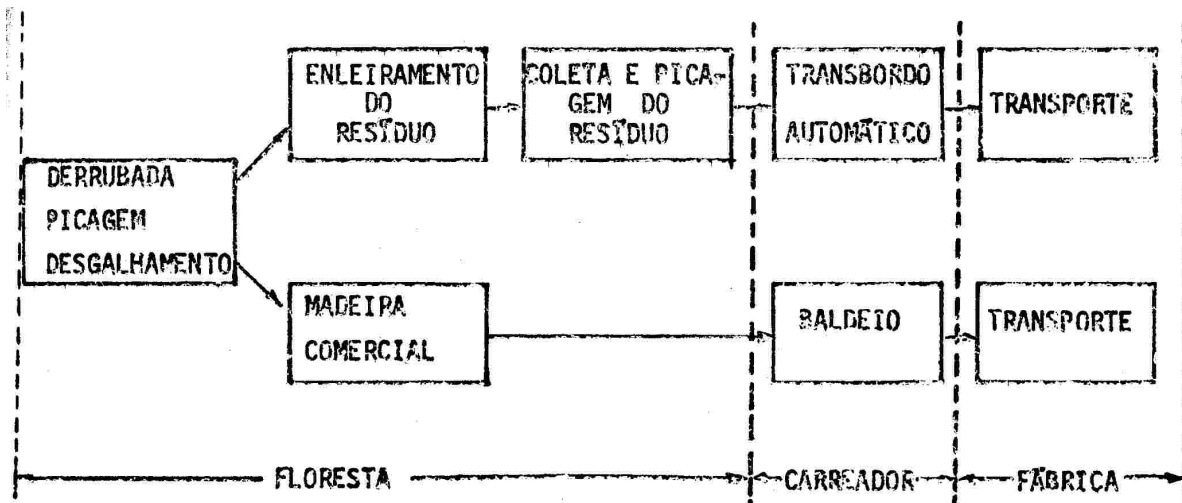 ENLEIRAMENTO
DO
RESÍDUO
COLETA E PICA-
GEM DO
RESÍDUO
TRANSBORDO
AUTOMÁTICO
TRANSPORTE
DERRUBADA
PICAGEM
DESGALHAMENTO
MADEIRA
COMERCIAL
BALDEIO
TRANSPORTE
FLORESTA
CARREADOR
FÁBRICA